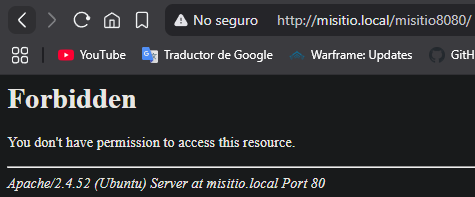 No seguro http://misitio.local/misitio8080/
YouTube Traductor de Google Warframe: Updates GitH
Forbidden
You don't have permission to access this resource.
Apache/2.4.52 (Ubuntu) Server at misitio.local Port 80